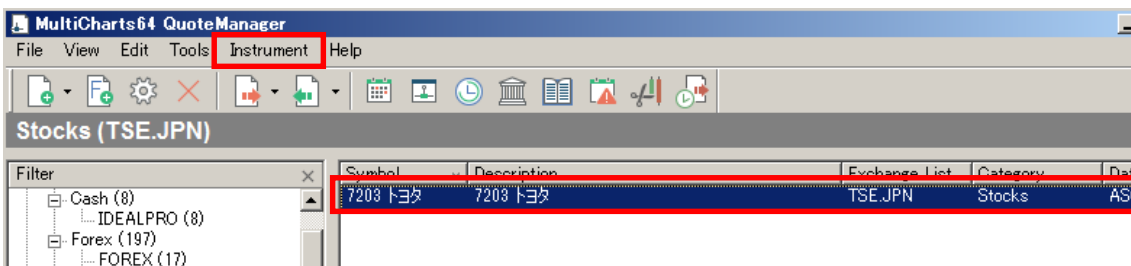 MultiCharts64 QuoteManager
File View Edit Tools Instrument Help
Stocks (TSE.JPN)
Filter
Symbol Description Exchange List Category
7203 トヨタ 7203 トヨタ TSE.JPN Stocks AS
Cash (8)
IDEALPRO (8)
Forex (197)
FOREX (17)